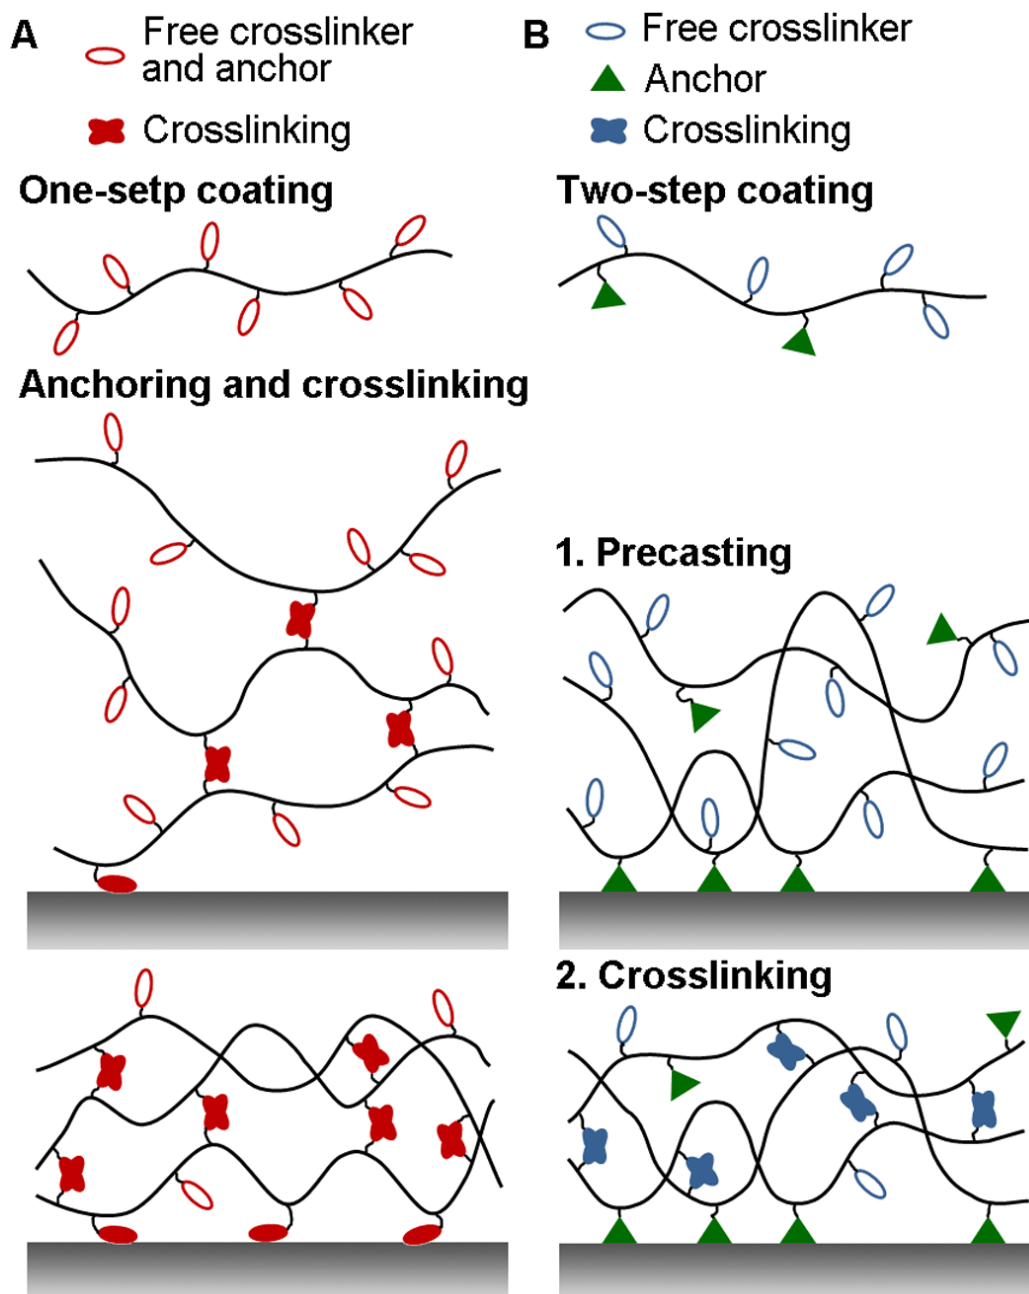 A
Free crosslinker
and anchor
Crosslinking
One-setp coating
Anchoring and crosslinking
B
Free crosslinker
Anchor
Crosslinking
Two-step coating
1. Precasting
2. Crosslinking